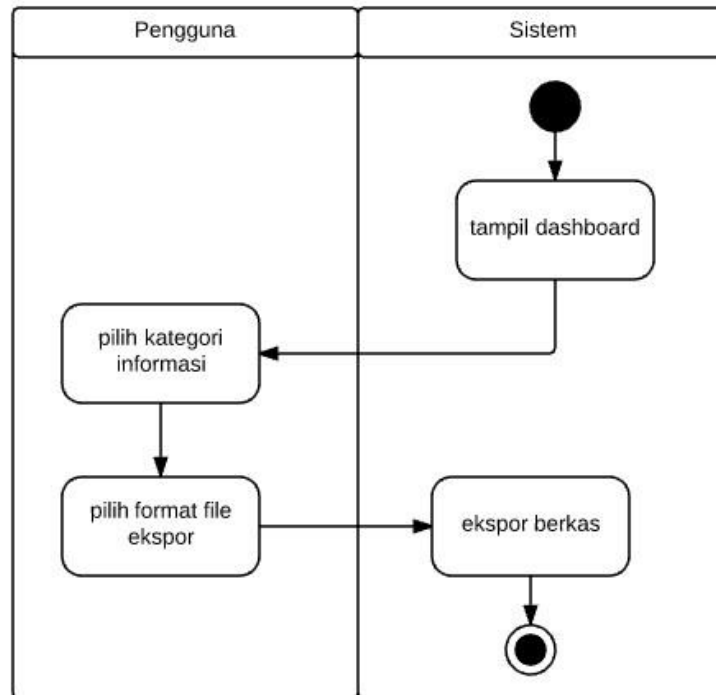 Pengguna
Sistem
tampil dashboard
pilih kategori
informasi
pilih format file
ekspor
ekspor berkas